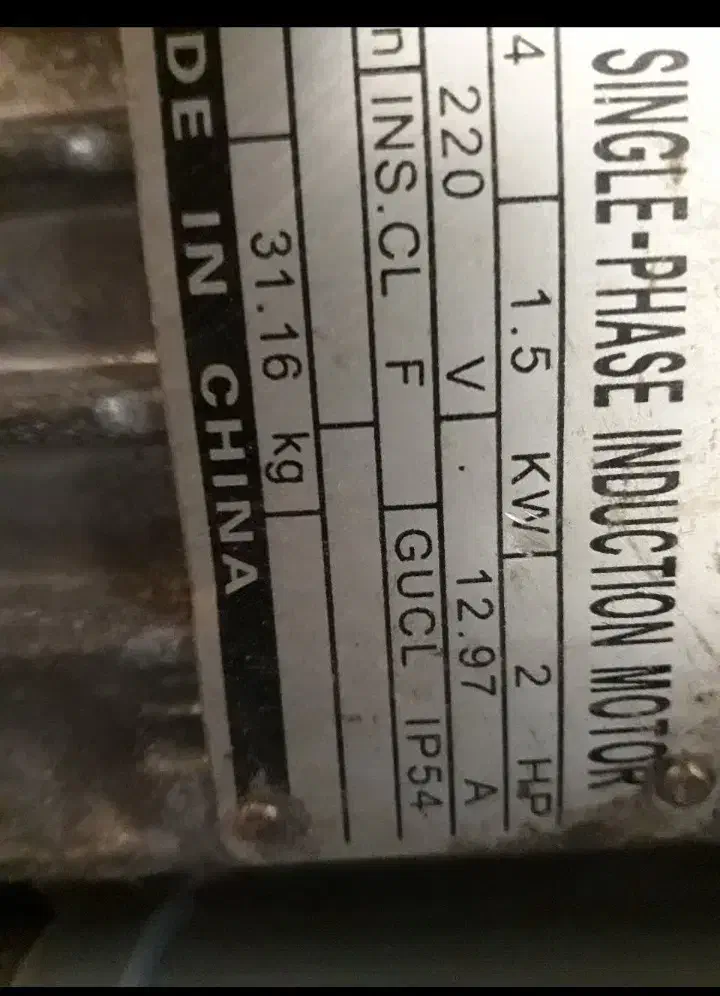 SINGLE-PHASE INDUCTION MOTOR
4 1.5 KW 2 HP
220 V 12.97 A
n INS.CL F GUCL IP54
31.16 kg
DE IN CHINA